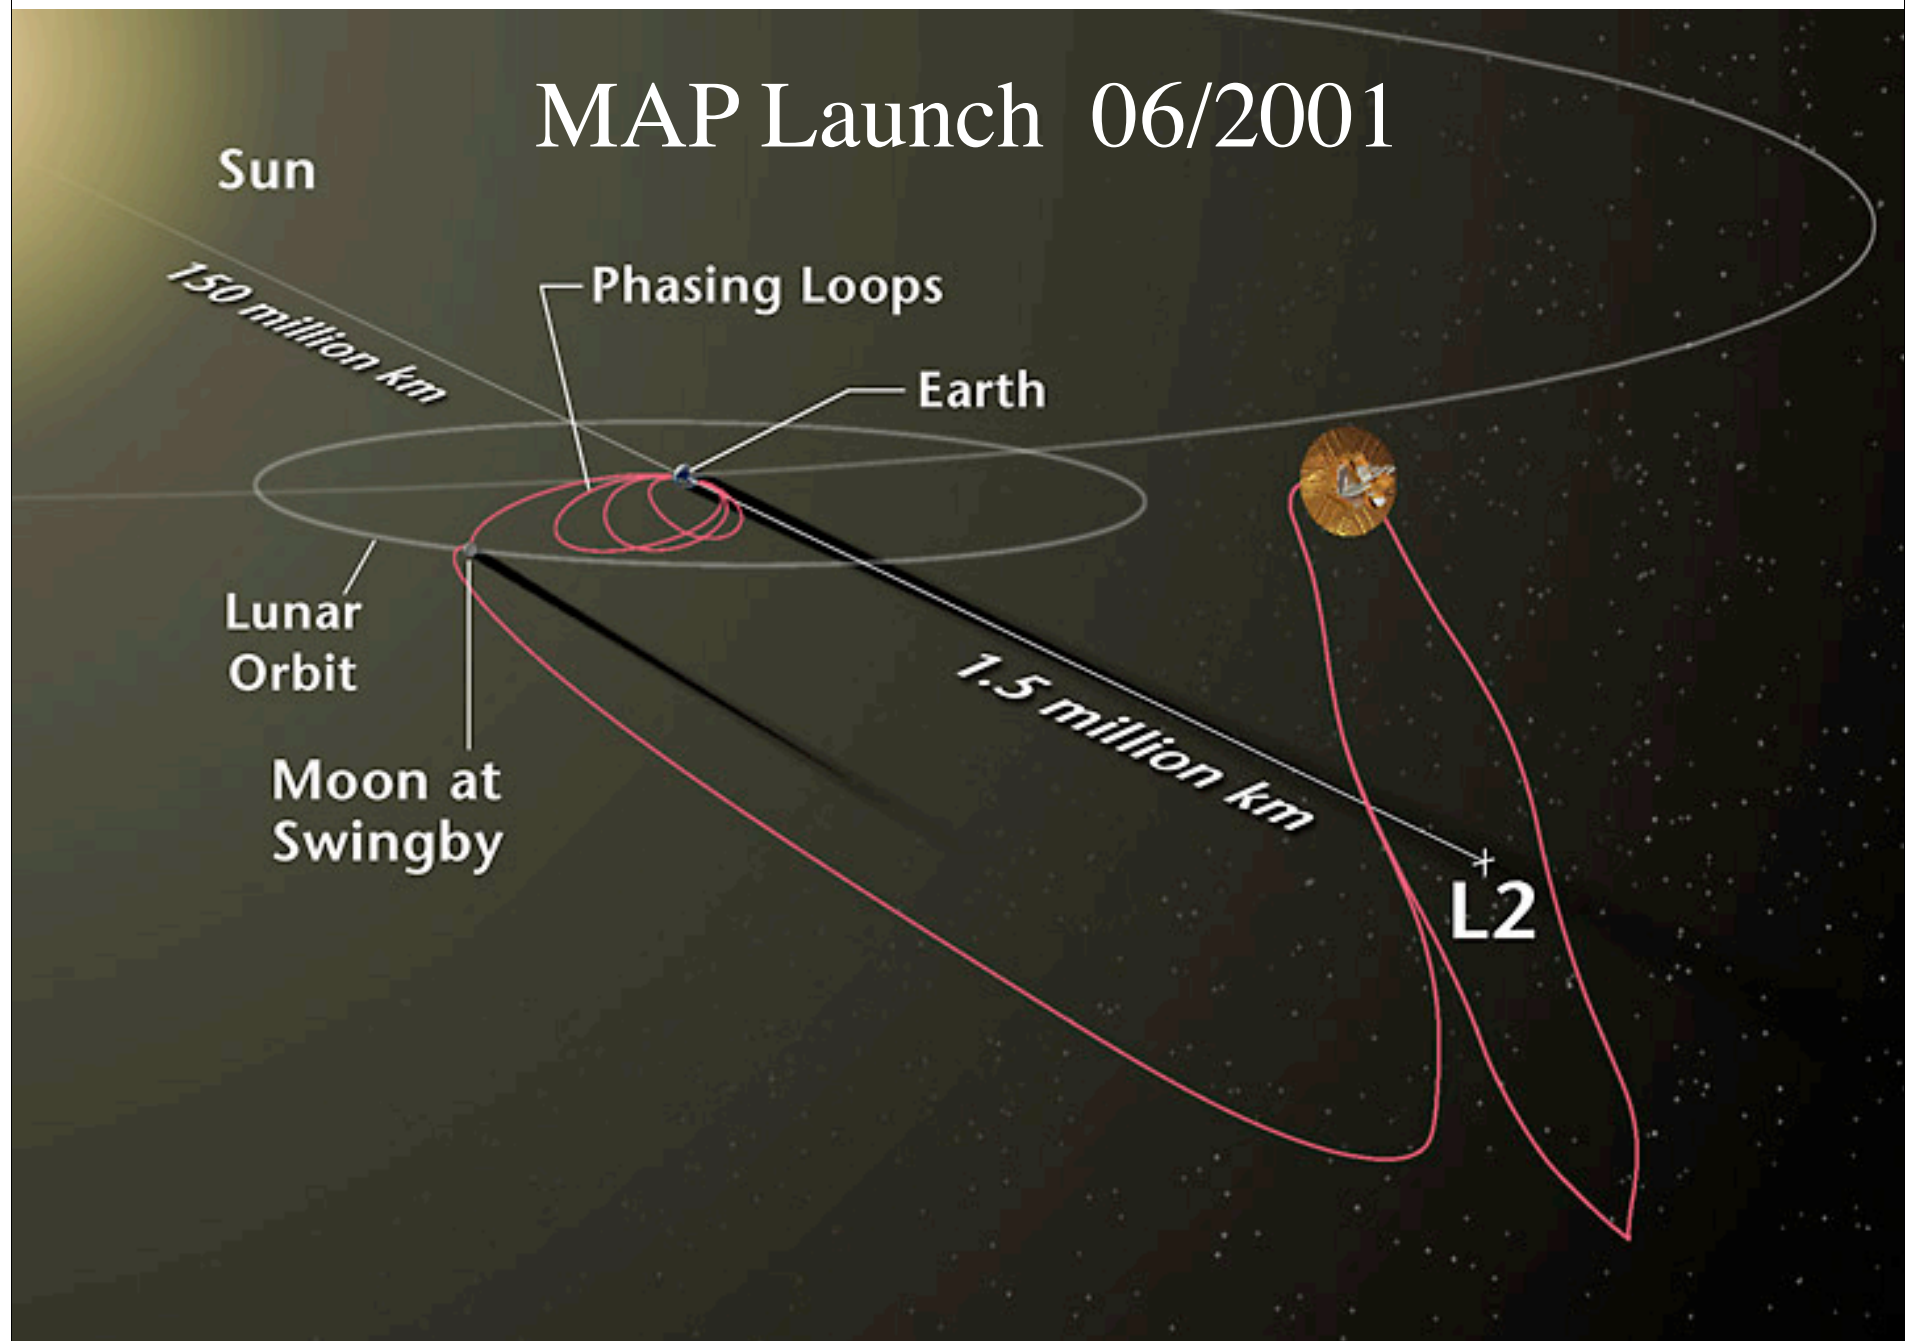 MAP Launch 06/2001
Sun
150 million km
Phasing Loops
Earth
Lunar
Orbit
Moon at
Swingby
1.5 million km
L2